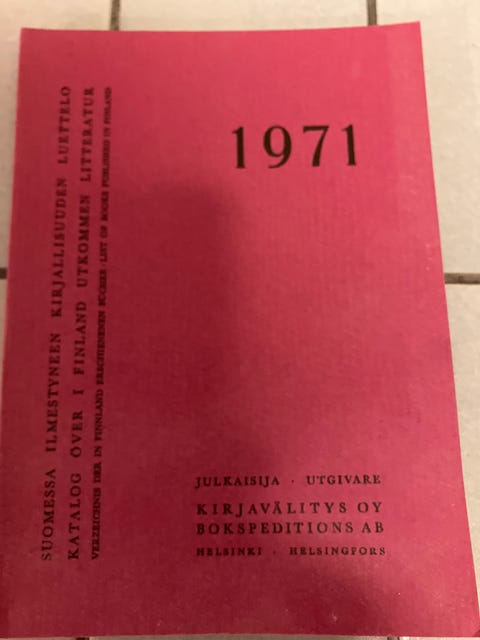 SUOMESSA ILMESTYNEEN KIRJALLISUUDEN LUETTELO
KATALOG ÖVER I FINLAND UTKOMMEN LITTERATUR
VERZEICHNIS DER IN FINNLAND ERSCHIENENEN BÜCHER · LIST OF BOOKS PUBLISHED IN FINLAND
1971
JULKAISIJA · UTGIVARE
KIRJAVÄLITYS OY
BOKSPEDITIONS AB
HELSINKI · HELSINGFORS